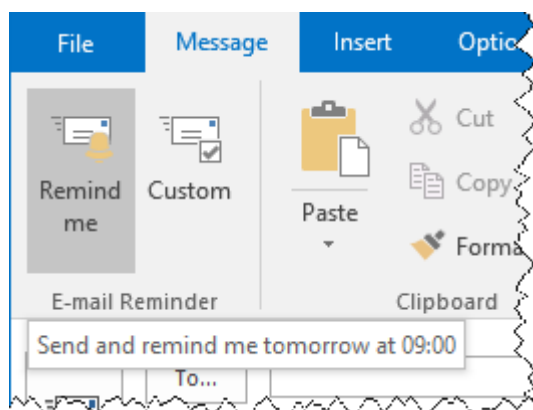 File Message Insert Optic
Remind me
Custom
Paste
Cut
Copy
Forma
E-mail Reminder
Clipboard
Send and remind me tomorrow at 09:00
To...